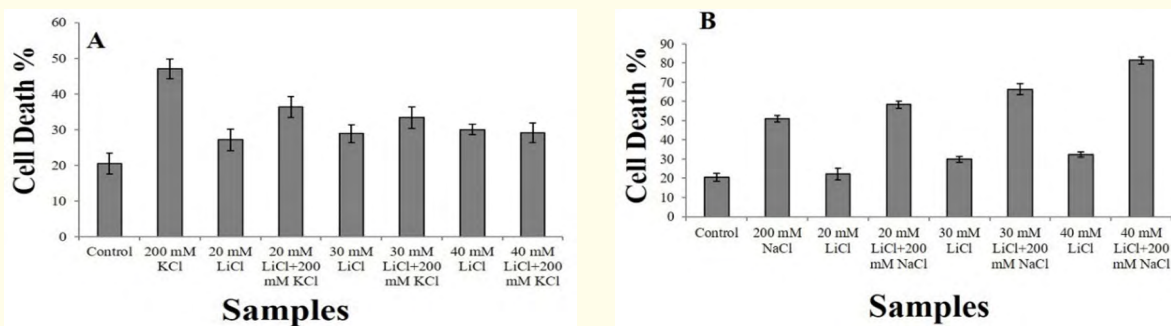 A
Cell Death %
60
50
40
30
20
10
0
Control
200 mM
KCl
20 mM
LiCl
20 mM
LiCl+200
mM KCl
30 mM
LiCl
30 mM
LiCl+200
mM KCl
40 mM
LiCl
40 mM
LiCl+200
mM KCl
Samples
B
Cell Death %
90
80
70
60
50
40
30
20
10
0
Control
200 mM
NaCl
20 mM
LiCl
20 mM
LiCl+200
mM NaCl
30 mM
LiCl
30 mM
LiCl+200
mM NaCl
40 mM
LiCl
40 mM
LiCl+200
mM NaCl
Samples